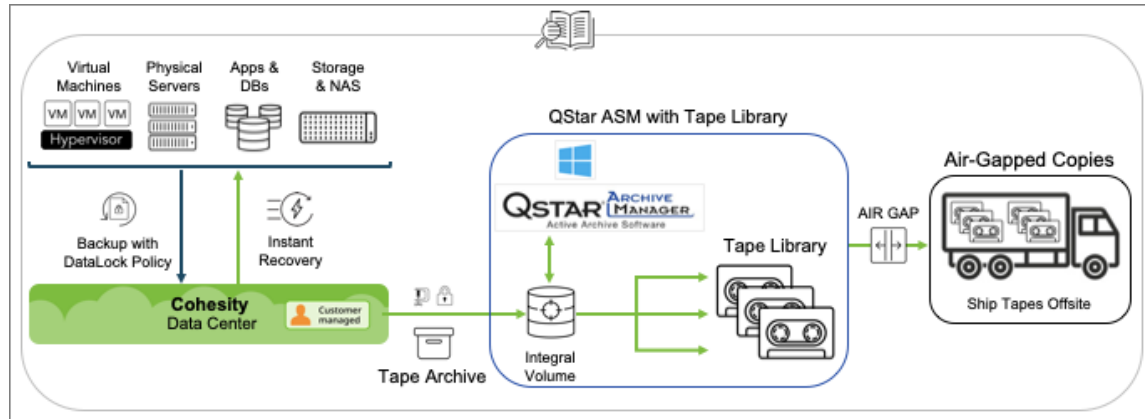 Virtual
Machines
VM VM VM
Hypervisor
Physical
Servers
Apps &
DBs
Storage
& NAS
Backup with
DataLock Policy
Instant
Recovery
Cohesity
Data Center
Customer
managed
Tape Archive
QStar ASM with Tape Library
QSTAR® ARCHIVE
MANAGER
Active Archive Software
Integral
Volume
Tape Library
AIR GAP
Air-Gapped Copies
Ship Tapes Offsite